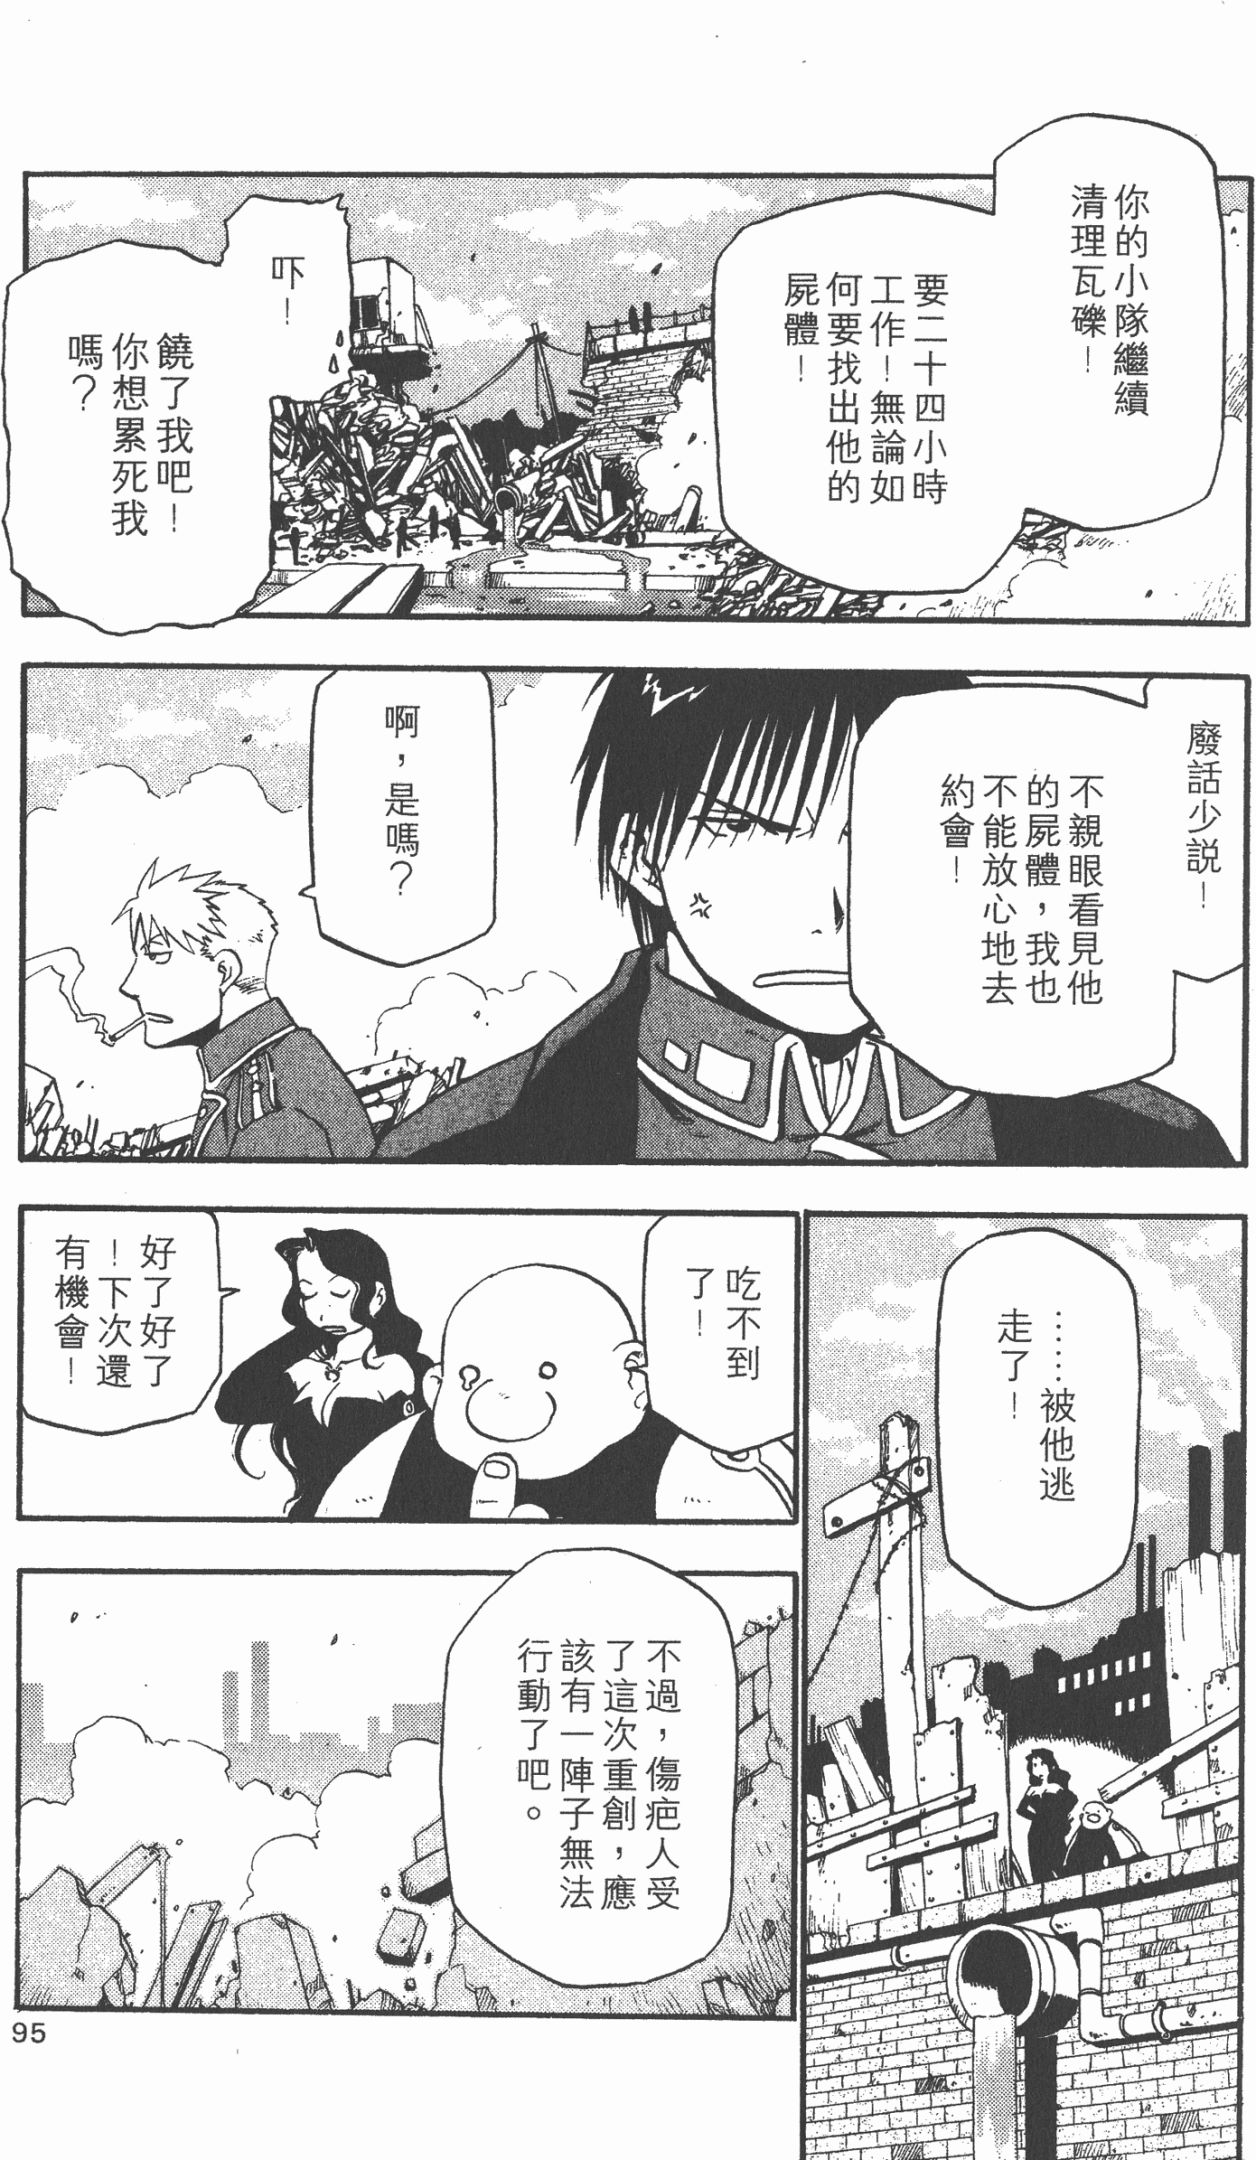 你的小隊繼續
清理瓦礫！
要二十四小時
工作！無論如
何要找出他的
屍體！
吓！
饒了我吧！
你想累死我
嗎？
廢話少説！
不親眼看見他
的屍體，我也
不能放心地去
約會！
啊，是嗎？
……被他逃
走了！
吃不到
了！
好了好了
！下次還
有機會！
不過，傷疤人受
了這次重創，應
該有一陣子無法
行動了吧。
95